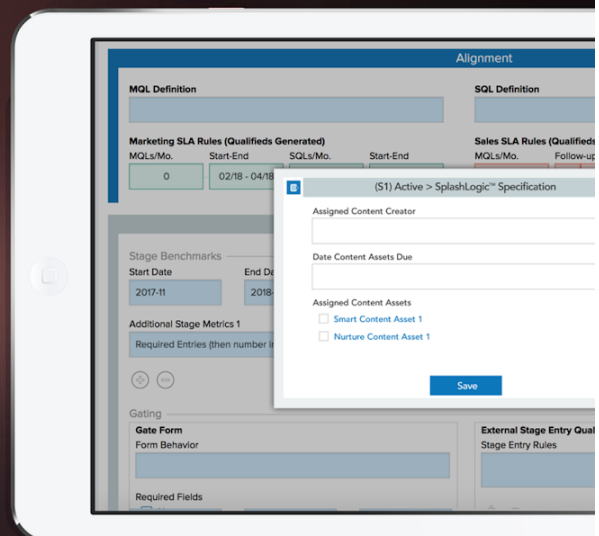 Alignment
MQL Definition
SQL Definition
Marketing SLA Rules (Qualifieds Generated)
Sales SLA Rules (Qualifieds
MQLs/Mo.
Start-End
SQLs/Mo.
Start-End
MQLs/Mo.
Follow-up
0
02/18 - 04/18
(S1) Active > SplashLogic™ Specification
Assigned Content Creator
Date Content Assets Due
Assigned Content Assets
Smart Content Asset 1
Nurture Content Asset 1
Save
Stage Benchmarks
Start Date
End Da
2017-11
2018-
Additional Stage Metrics 1
Required Entries (then number i
Gating
Gate Form
Form Behavior
External Stage Entry Qual
Stage Entry Rules
Required Fields